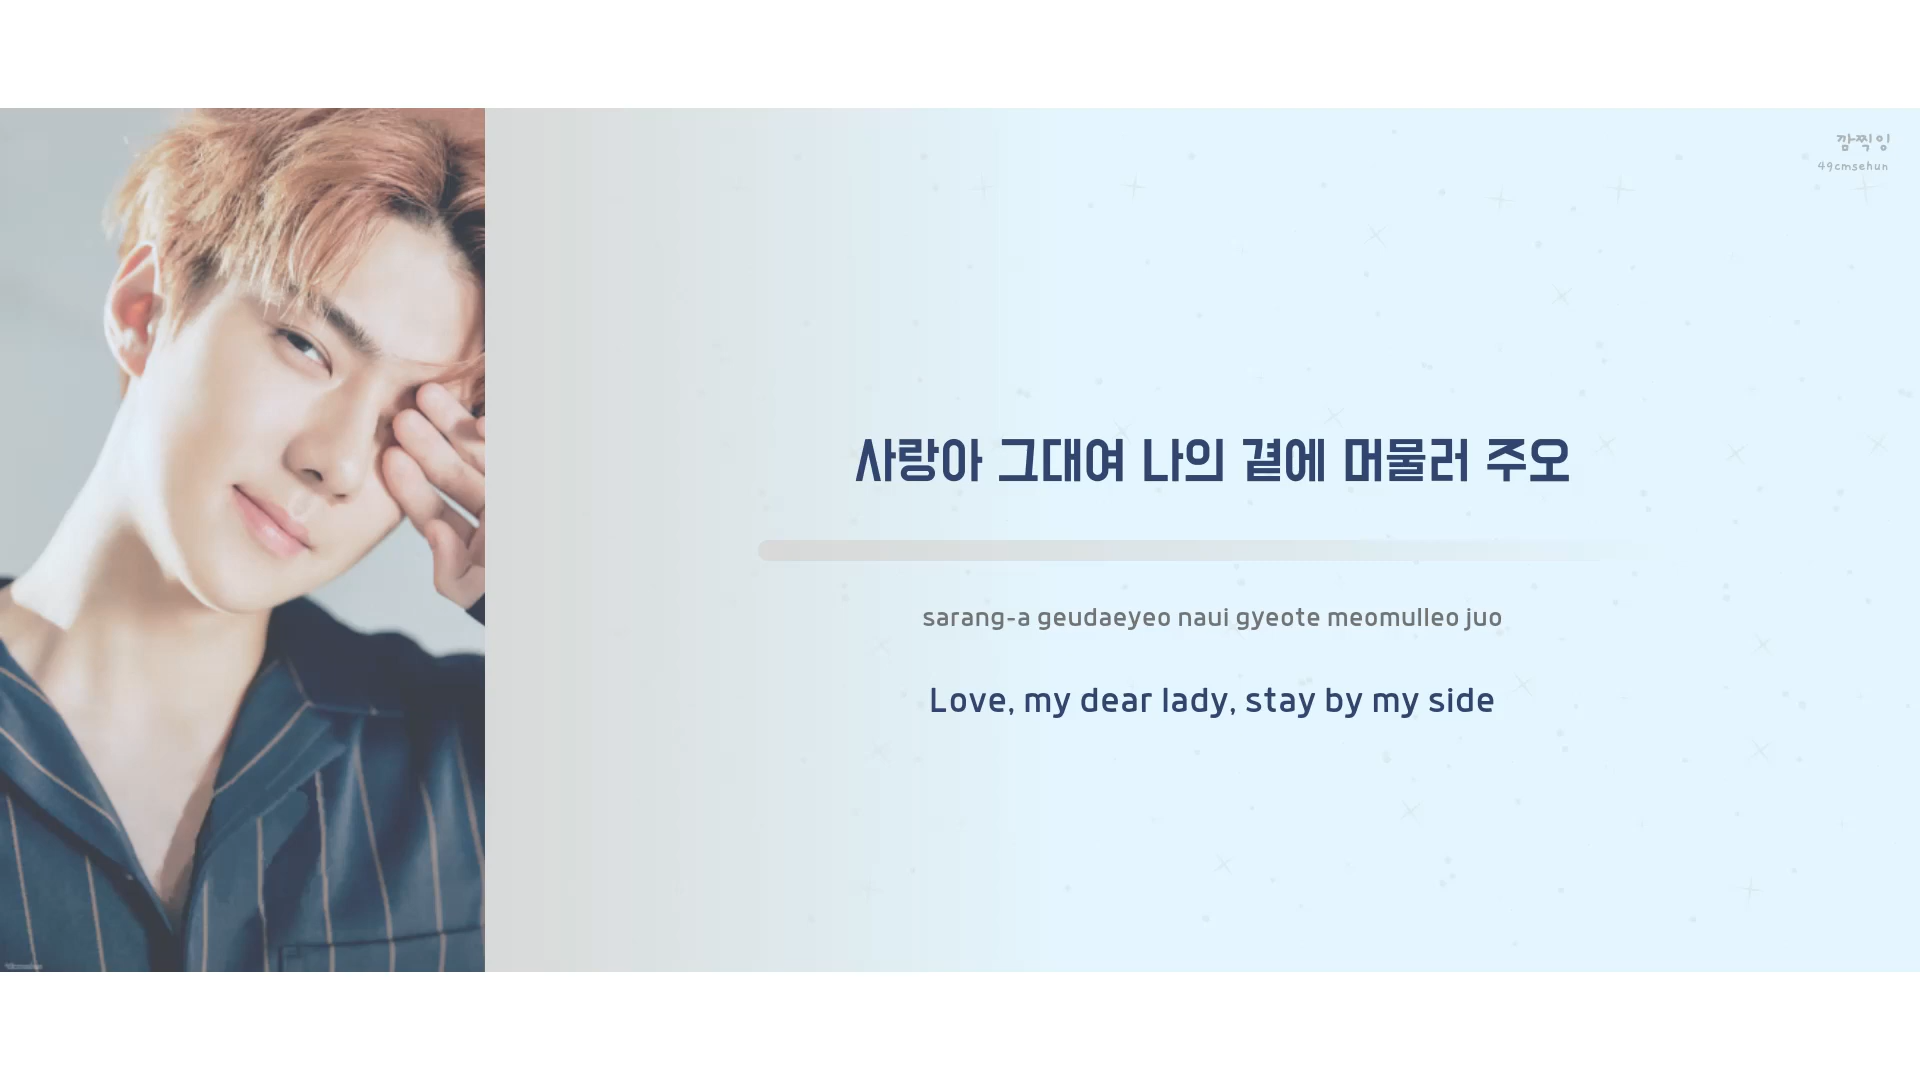 깜찍잉
49cmsehun
사랑아 그대여 나의 곁에 머물러 주오
sarang-a geudaeyeo naui gyeote meomulleo juo
Love, my dear lady, stay by my side